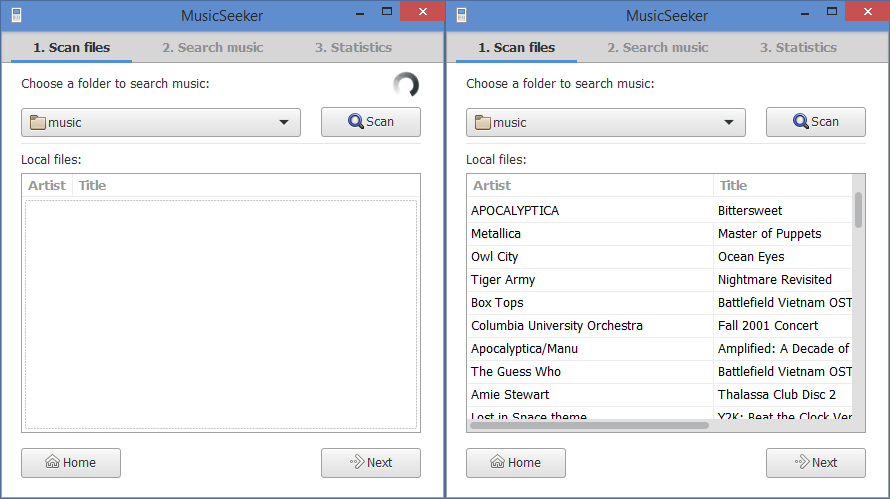 MusicSeeker
1. Scan files 2. Search music 3. Statistics
Choose a folder to search music:
music Scan
Local files:
Artist Title
Home Next
MusicSeeker
1. Scan files 2. Search music 3. Statistics
Choose a folder to search music:
music Scan
Local files:
Artist Title
APOCALYPTICA Bittersweet
Metallica Master of Puppets
Owl City Ocean Eyes
Tiger Army Nightmare Revisited
Box Tops Battlefield Vietnam OST
Columbia University Orchestra Fall 2001 Concert
Apocalyptica/Manu Amplified: A Decade of
The Guess Who Battlefield Vietnam OST
Amie Stewart Thalassa Club Disc 2
Lost in Space theme Y2K: Beat the Clock Ver
Home Next